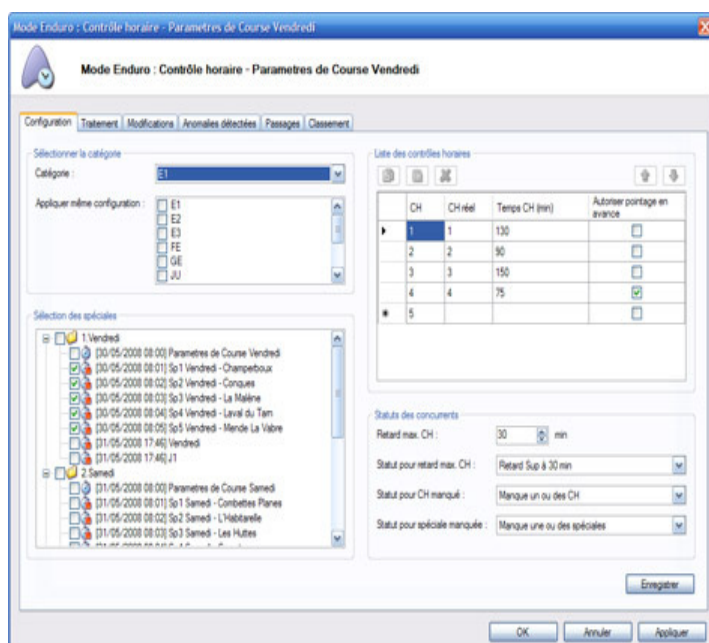 Mode Enduro : Contrôle horaire - Parametres de Course Vendredi
Mode Enduro : Contrôle horaire - Parametres de Course Vendredi
Configuration Traitement Modifications Anomalies détectées Passages Classement
Sélectionner la catégorie
Catégorie : E1
Appliquer même configuration :
E1
E2
E3
FE
GE
JU
Sélection des spéciales
1.Vendredi
[30/05/2008 08:00] Parametres de Course Vendredi
[30/05/2008 08:01] Sp1 Vendredi - Champerboux
[30/05/2008 08:02] Sp2 Vendredi - Conques
[30/05/2008 08:03] Sp3 Vendredi - La Malène
[30/05/2008 08:04] Sp4 Vendredi - Laval du Tarn
[30/05/2008 08:05] Sp5 Vendredi - Mende La Vabre
[31/05/2008 17:46] Vendredi
[31/05/2008 17:46] J1
2.Samedi
[31/05/2008 08:00] Parametres de Course Samedi
[31/05/2008 08:01] Sp1 Samedi - Combettes Planes
[31/05/2008 08:02] Sp2 Samedi - L'Habitarelle
[31/05/2008 08:03] Sp3 Samedi - Les Huttes
Liste des contrôles horaires
CH CH réel Temps CH (min) Autoriser pointage en avance
1 1 130
2 2 90
3 3 150
4 4 75
5
Statuts des concurrents
Retard max. CH : 30 min
Statut pour retard max. CH : Retard Sup à 30 min
Statut pour CH manqué : Manque un ou des CH
Statut pour spéciale manquée : Manque une ou des spéciales
Enregistrer
OK Annuler Appliquer